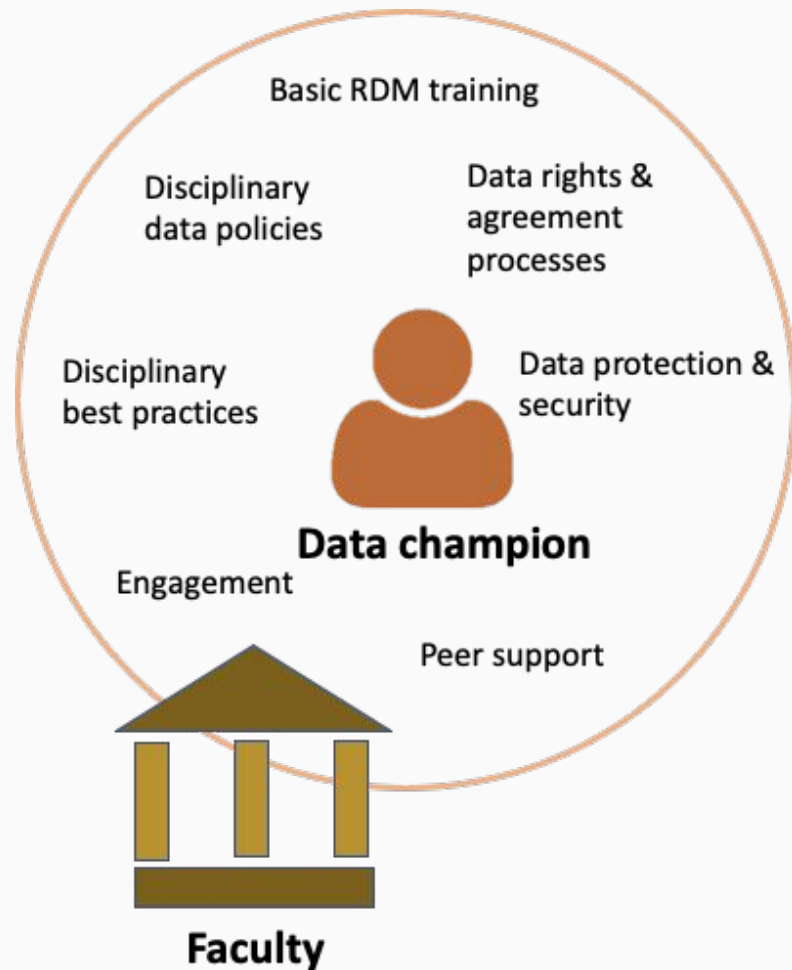 Basic RDM training
Disciplinary
data policies
Data rights &
agreement
processes
Disciplinary
best practices
Data protection &
security
Data champion
Engagement
Peer support
Faculty